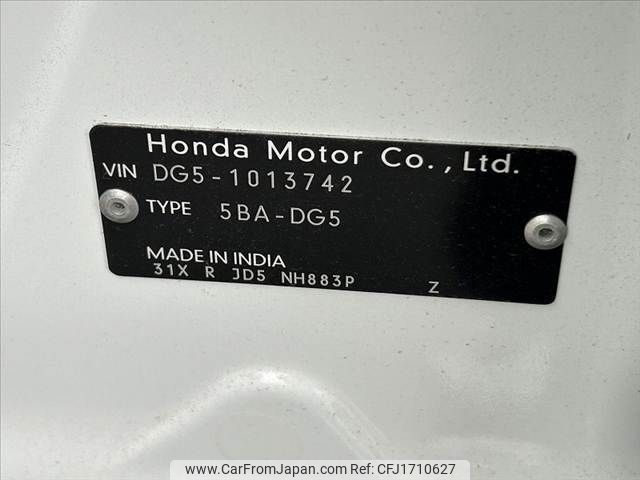 Honda Motor Co., Ltd.
VIN DG5-1013742
TYPE 5BA-DG5
MADE IN INDIA
31X R JD5 NH883P Z
www.CarFromJapan.com | Ref. CFJ1710627